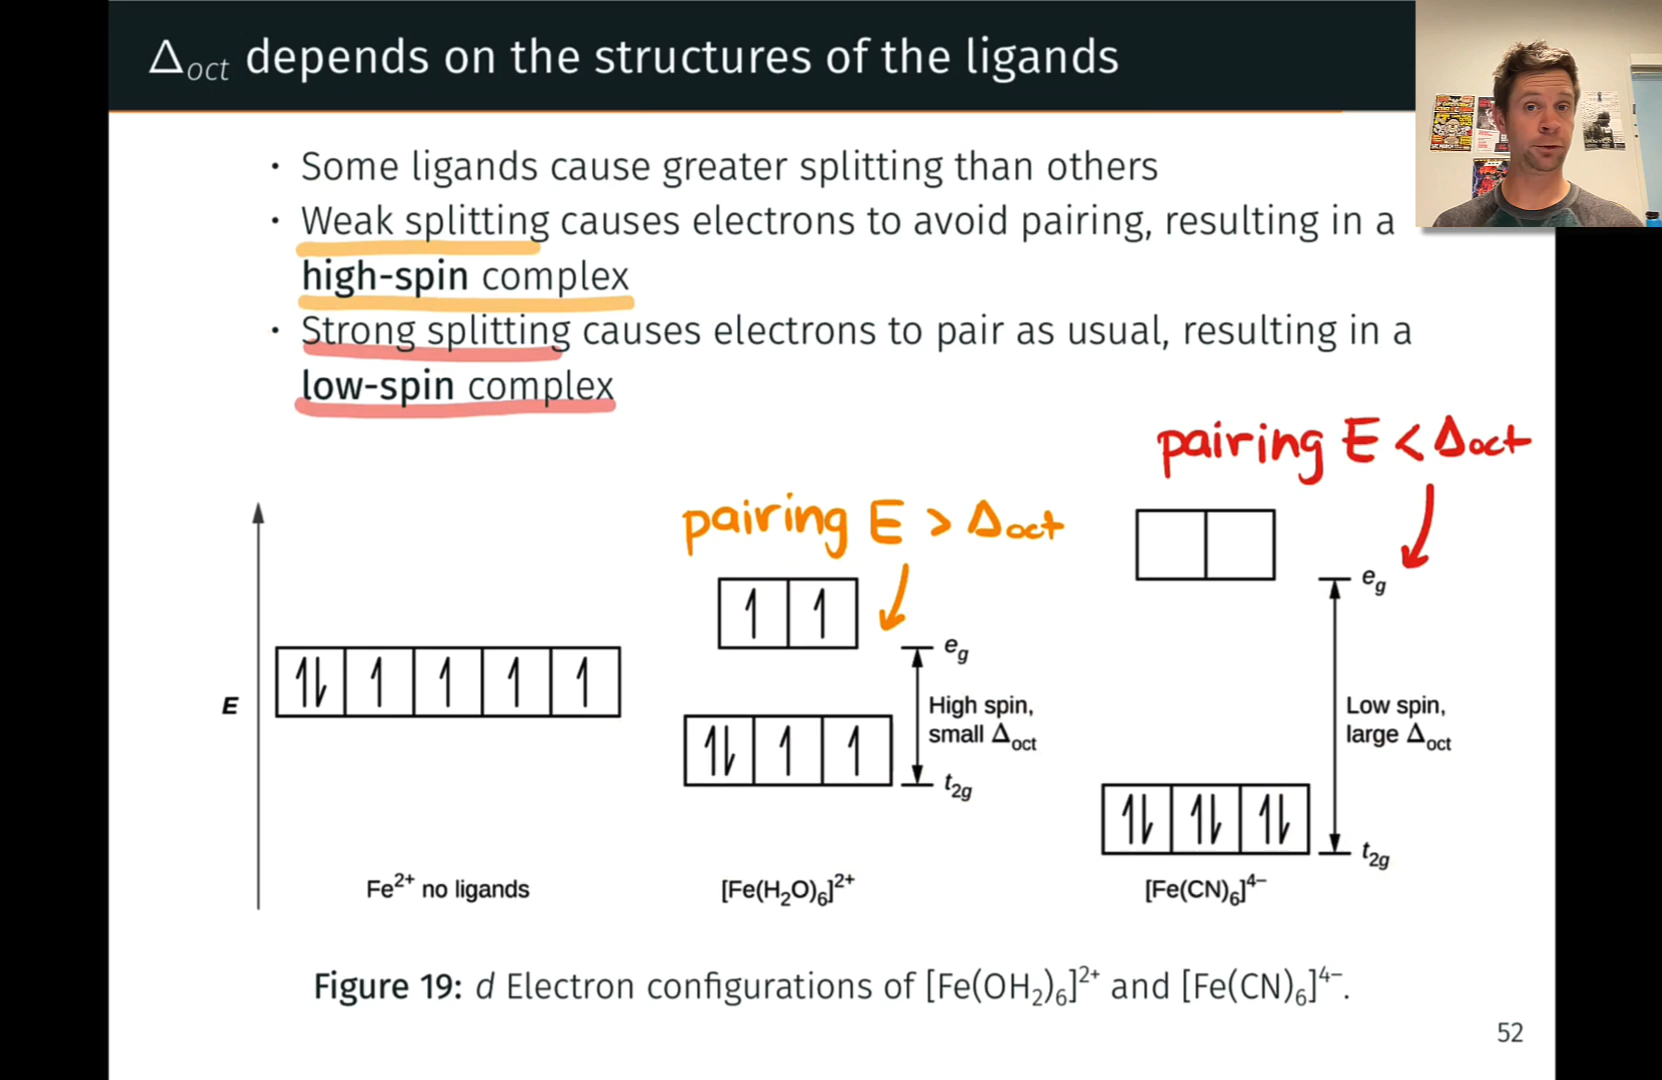 Δoct depends on the structures of the ligands
· Some ligands cause greater splitting than others
· Weak splitting causes electrons to avoid pairing, resulting in a
high-spin complex
· Strong splitting causes electrons to pair as usual, resulting in a
low-spin complex
pairing E < Δoct
pairing E > Δoct
eg
eg
E
High spin,
small Δoct
Low spin,
large Δoct
t2g
t2g
Fe²⁺ no ligands
[Fe(H₂O)₆]²⁺
[Fe(CN)₆]⁴⁻
Figure 19: d Electron configurations of [Fe(OH₂)₆]²⁺ and [Fe(CN)₆]⁴⁻.
52